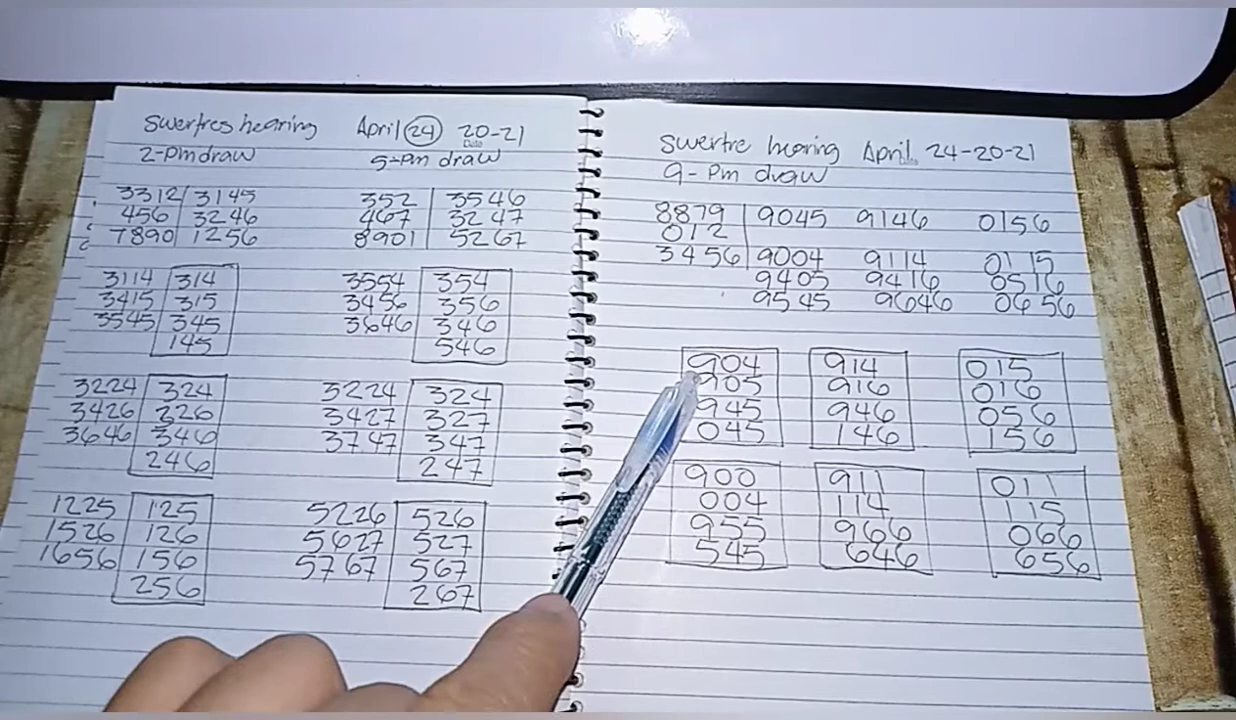 Swertres hearing April 24 20-21
2-pm draw 5-pm draw
3312 3145 352 3546
456 3246 467 3247
7890 1256 8901 5267
3114 314 3554 354
3415 315 3456 356
3545 345 3646 346
145 546
3224 324 3224 324
3426 326 3427 327
3646 346 3747 347
246 247
1225 125 5226 526
1526 126 5627 527
1656 156 5767 567
256 267
Swertre hearing April 24-20-21
9-pm draw
8879 9045 9146 0156
012
3456 9004 9114 0115
9405 9416 0516
9545 9646 0656
904 914 015
905 916 016
945 946 056
045 146 156
900 911 011
004 114 115
955 966 066
545 646 656